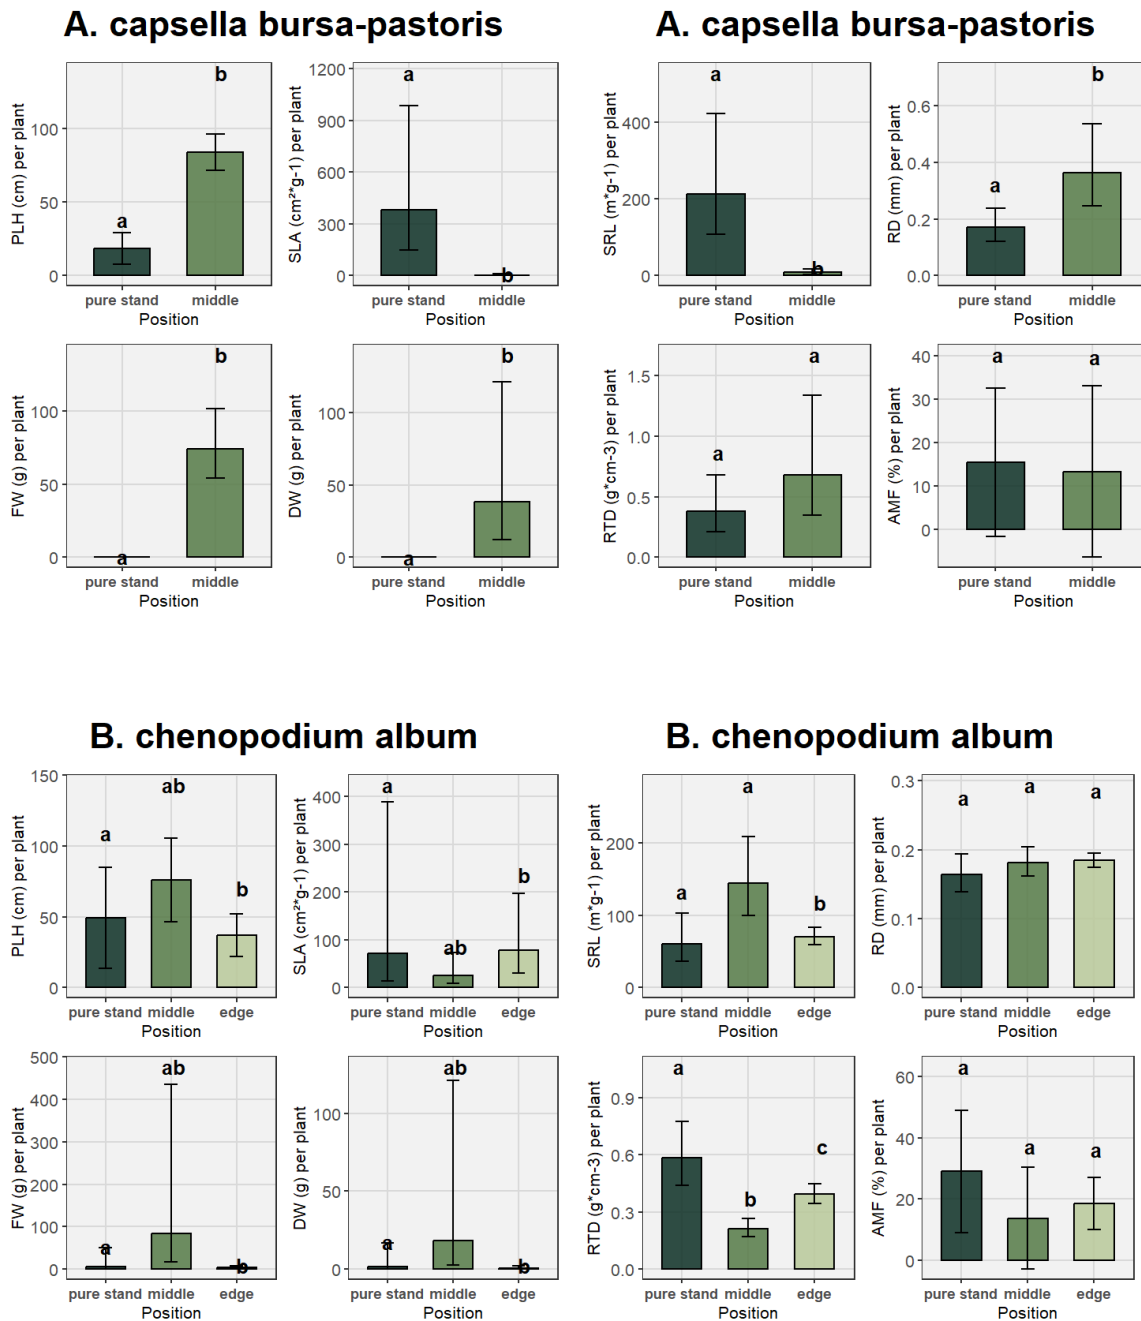 A. capsella bursa-pastoris
PLH (cm) per plant
100
50
0
a
b
pure stand middle
Position
SLA (cm²*g-1) per plant
1200
900
600
300
0
a
b
pure stand middle
Position
FW (g) per plant
100
50
0
a
b
pure stand middle
Position
DW (g) per plant
100
50
0
a
b
pure stand middle
Position
A. capsella bursa-pastoris
SRL (m*g-1) per plant
400
200
0
a
b
pure stand middle
Position
RD (mm) per plant
0.6
0.4
0.2
0.0
a
b
pure stand middle
Position
RTD (g*cm-3) per plant
1.5
1.0
0.5
0.0
a
a
pure stand middle
Position
AMF (%) per plant
40
30
20
10
0
a
a
pure stand middle
Position
B. chenopodium album
PLH (cm) per plant
150
100
50
0
a
ab
b
pure stand middle edge
Position
SLA (cm²*g-1) per plant
400
300
200
100
0
a
ab
b
pure stand middle edge
Position
FW (g) per plant
500
400
300
200
100
0
a
ab
b
pure stand middle edge
Position
DW (g) per plant
100
50
0
a
ab
b
pure stand middle edge
Position
B. chenopodium album
SRL (m*g-1) per plant
200
100
0
a
a
b
pure stand middle edge
Position
RD (mm) per plant
0.3
0.2
0.1
0.0
a
a
a
pure stand middle edge
Position
RTD (g*cm-3) per plant
0.9
0.6
0.3
0.0
a
b
c
pure stand middle edge
Position
AMF (%) per plant
60
40
20
0
a
a
a
pure stand middle edge
Position